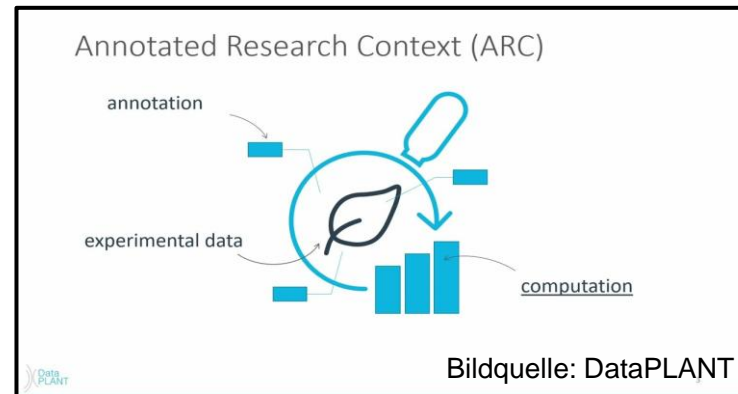 Annotated Research Context (ARC)
annotation
experimental data
computation
Data
PLANT
Bildquelle: DataPLANT